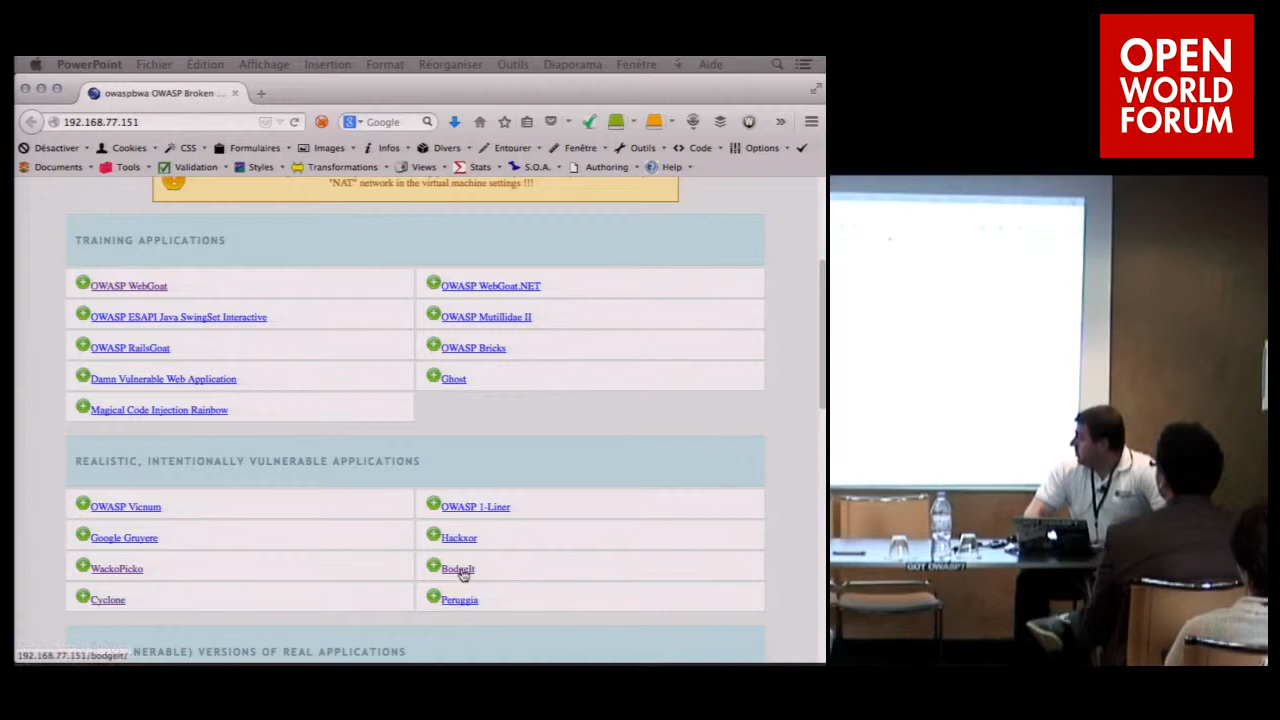 PowerPoint Fichier Édition Affichage Insertion Format Réorganiser Outils Diaporama Fenêtre Aide
owaspbwa OWASP Broken ...
192.168.77.151
Google
Désactiver Cookies CSS Formulaires Images Infos Divers Entourer Fenêtre Outils Code Options
Documents Tools Validation Styles Transformations Views Stats S.O.A. Authoring Help
"NAT" network in the virtual machine settings !!!
TRAINING APPLICATIONS
OWASP WebGoat
OWASP WebGoat.NET
OWASP ESAPI Java SwingSet Interactive
OWASP Mutillidae II
OWASP RailsGoat
OWASP Bricks
Damn Vulnerable Web Application
Ghost
Magical Code Injection Rainbow
REALISTIC, INTENTIONALLY VULNERABLE APPLICATIONS
OWASP Vicnum
OWASP 1-Liner
Google Gruyere
Hackxor
WackoPicko
BodgeIt
Cyclone
Peruggia
NERABLE) VERSIONS OF REAL APPLICATIONS
192.168.77.151/bodgeit/
OPEN
WORLD
FORUM
GOT OWASP?